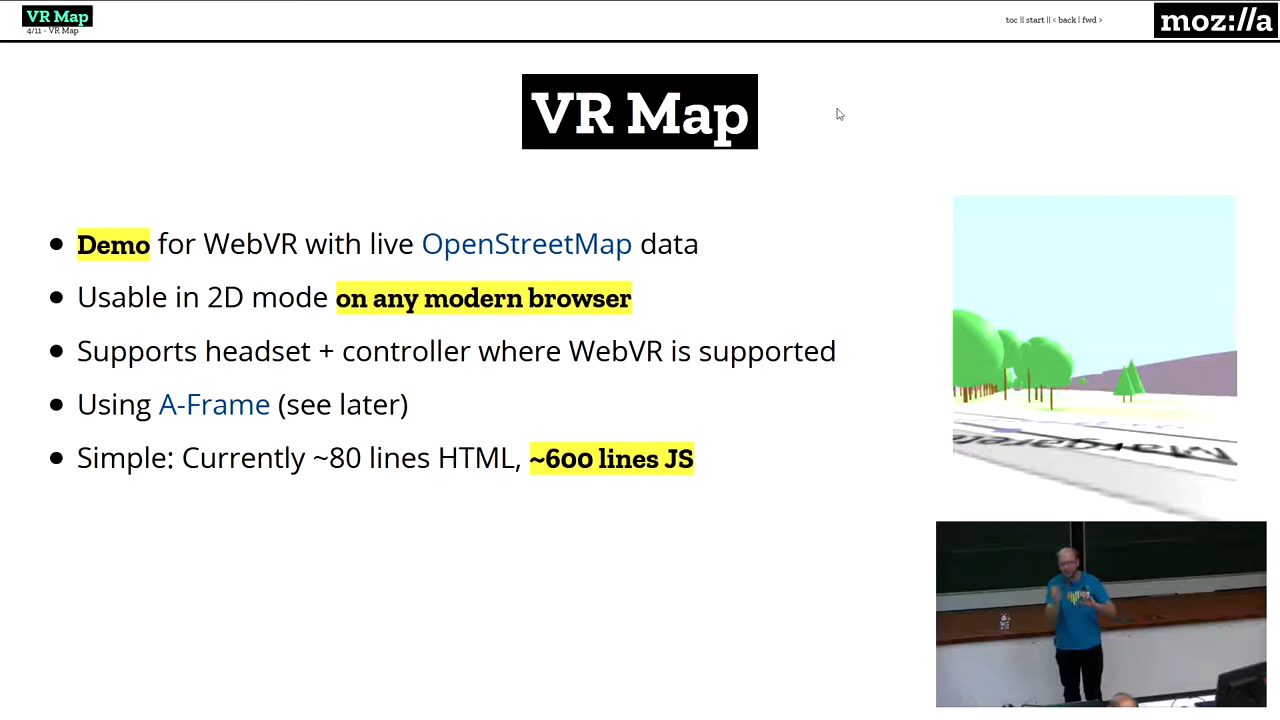 VR Map
4/11 - VR Map
toc || start || < back | fwd >
moz://a
VR Map
Demo for WebVR with live OpenStreetMap data
Usable in 2D mode on any modern browser
Supports headset + controller where WebVR is supported
Using A-Frame (see later)
Simple: Currently ~80 lines HTML, ~600 lines JS